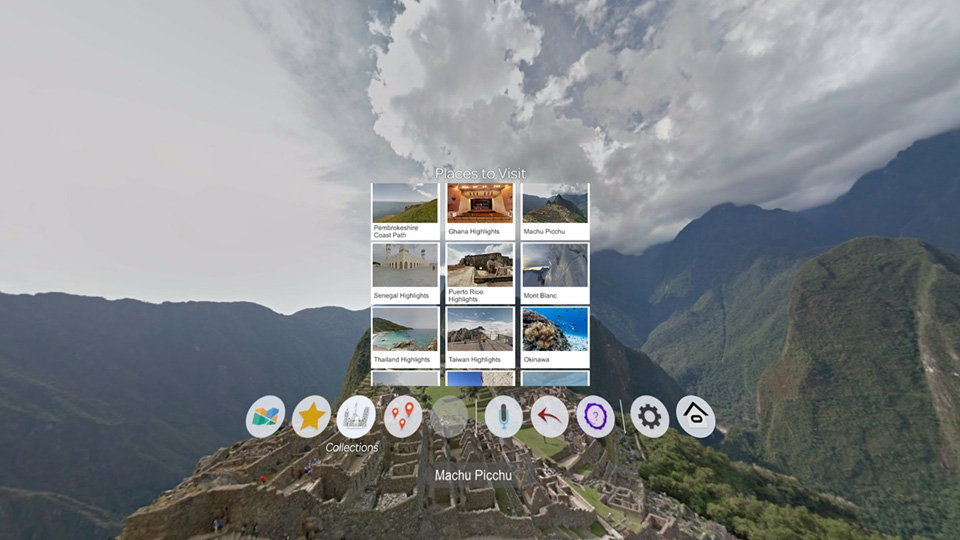 Places to Visit
Pembrokeshire
Coast Path
Ghana Highlights
Machu Picchu
Senegal Highlights
Puerto Rico
Highlights
Mont Blanc
Thailand Highlights
Taiwan Highlights
Okinawa
?
Collections
Machu Picchu